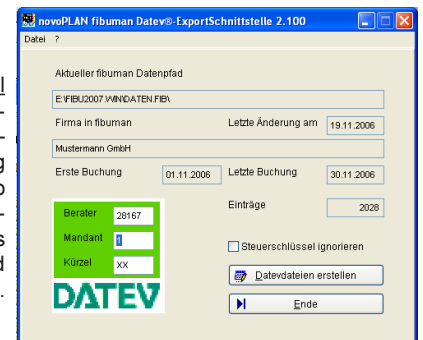 novoPLAN fibuman Datev®-ExportSchnittstelle 2.100
Datei ?
Aktueller fibuman Datenpfad
E:\FIBU2007.WIN\DATEN.FIB\
Firma in fibuman
Letzte Änderung am 19.11.2006
Mustermann GmbH
Erste Buchung 01.11.2006 Letzte Buchung 30.11.2006
Einträge 2028
Berater 28167
Mandant 1
Kürzel XX
DATEV
Steuerschlüssel ignorieren
Datevdateien erstellen
Ende